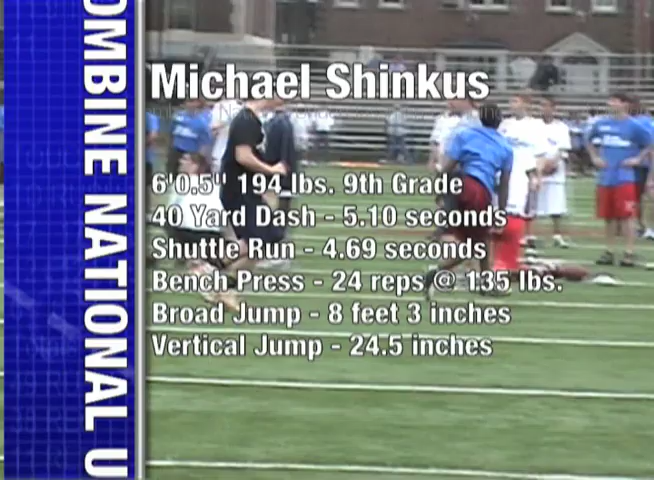 OMBINE NATIONAL U
Michael Shinkus
6'0.5" 194 lbs. 9th Grade
40 Yard Dash - 5.10 seconds
Shuttle Run - 4.69 seconds
Bench Press - 24 reps @ 135 lbs.
Broad Jump - 8 feet 3 inches
Vertical Jump - 24.5 inches